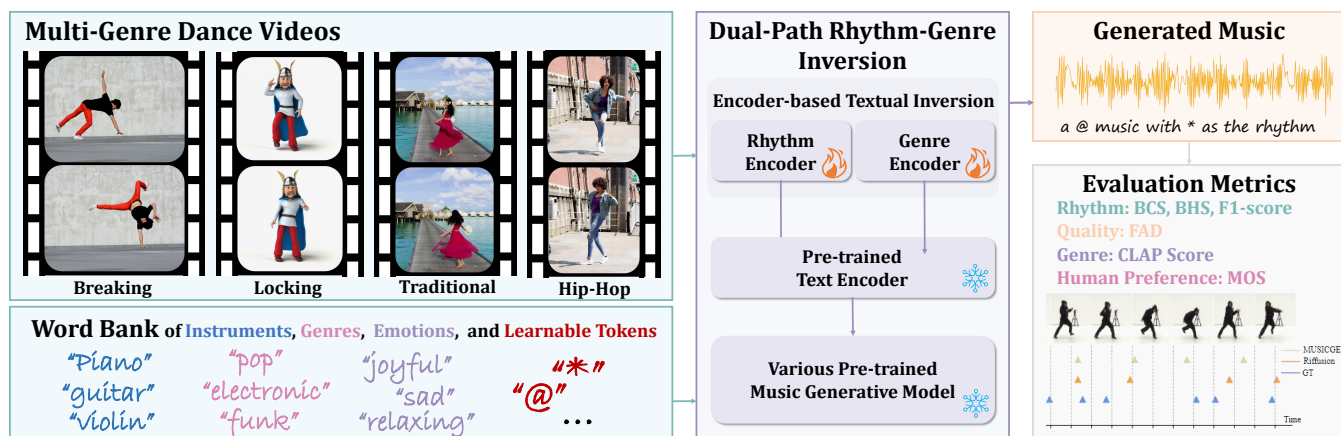 Multi-Genre Dance Videos
Breaking
Locking
Traditional
Hip-Hop
Word Bank of Instruments, Genres, Emotions, and Learnable Tokens
"Piano"
"pop"
"joyful"
"*"
"guitar"
"electronic"
"sad"
"@"
"Violin"
"funk"
"relaxing"
...
Dual-Path Rhythm-Genre
Inversion
Encoder-based Textual Inversion
Rhythm
Encoder
Genre
Encoder
Pre-trained
Text Encoder
Various Pre-trained
Music Generative Model
Generated Music
a @ music with * as the rhythm
Evaluation Metrics
Rhythm: BCS, BHS, F1-score
Quality: FAD
Genre: CLAP Score
Human Preference: MOS
MUSICGE
Riffusion
GT
Time